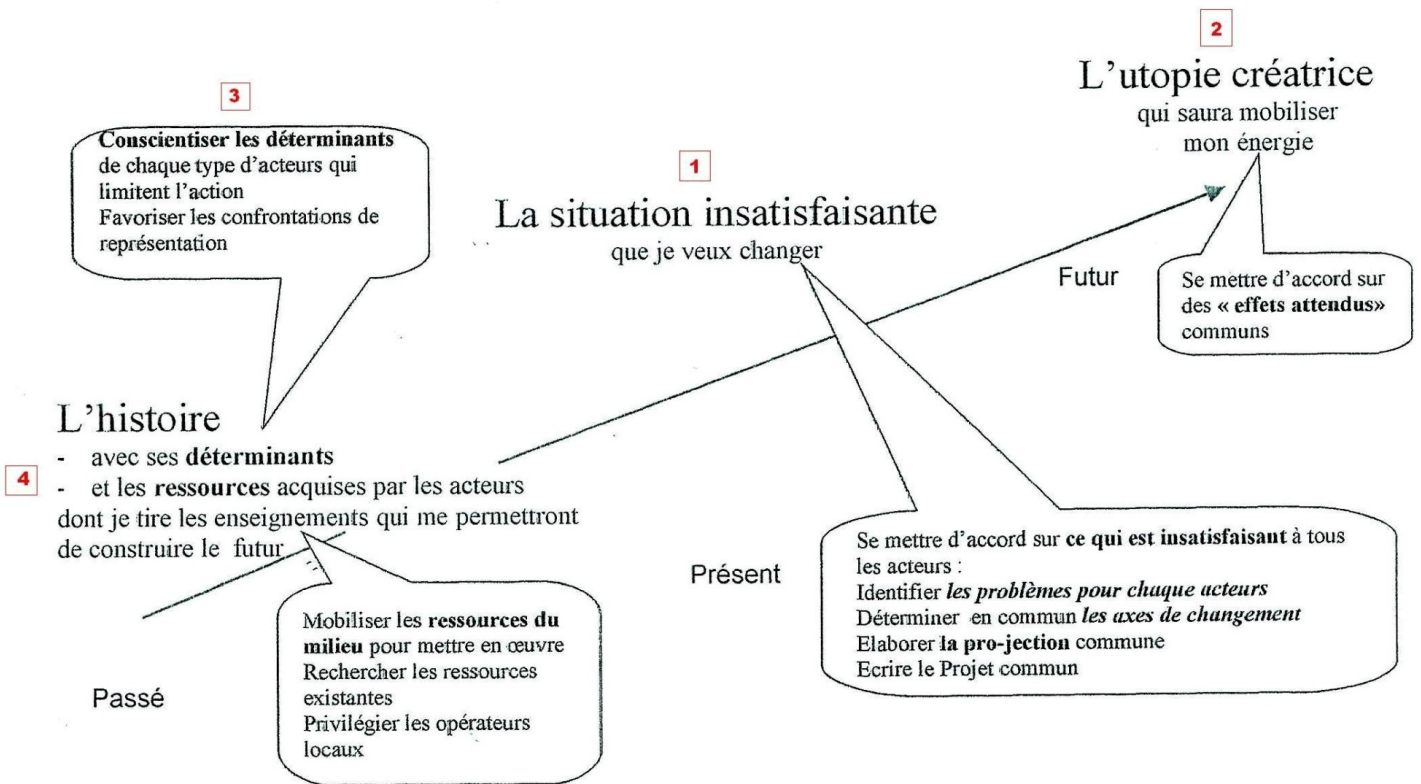 2
L'utopie créatrice
qui saura mobiliser
mon énergie
3
Conscientiser les déterminants
de chaque type d'acteurs qui
limitent l'action
Favoriser les confrontations de
représentation
1
La situation insatisfaisante
que je veux changer
Futur
Se mettre d'accord sur
des « effets attendus»
communs
L'histoire
- avec ses déterminants
4
- et les ressources acquises par les acteurs
dont je tire les enseignements qui me permettront
de construire le futur
Présent
Se mettre d'accord sur ce qui est insatisfaisant à tous
les acteurs :
Identifier les problèmes pour chaque acteurs
Déterminer en commun les axes de changement
Elaborer la pro-jection commune
Ecrire le Projet commun
Passé
Mobiliser les ressources du
milieu pour mettre en œuvre
Rechercher les ressources
existantes
Privilégier les opérateurs
locaux